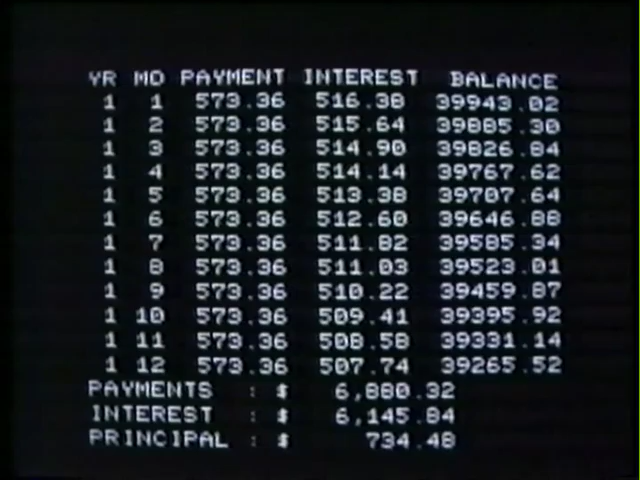 YR MO PAYMENT INTEREST BALANCE
1 1 573.36 516.38 39943.02
1 2 573.36 515.64 39885.30
1 3 573.36 514.90 39826.84
1 4 573.36 514.14 39767.62
1 5 573.36 513.38 39707.64
1 6 573.36 512.60 39646.88
1 7 573.36 511.82 39585.34
1 8 573.36 511.03 39523.01
1 9 573.36 510.22 39459.87
1 10 573.36 509.41 39395.92
1 11 573.36 508.58 39331.14
1 12 573.36 507.74 39265.52
PAYMENTS : $ 6,880.32
INTEREST : $ 6,145.84
PRINCIPAL : $ 734.48